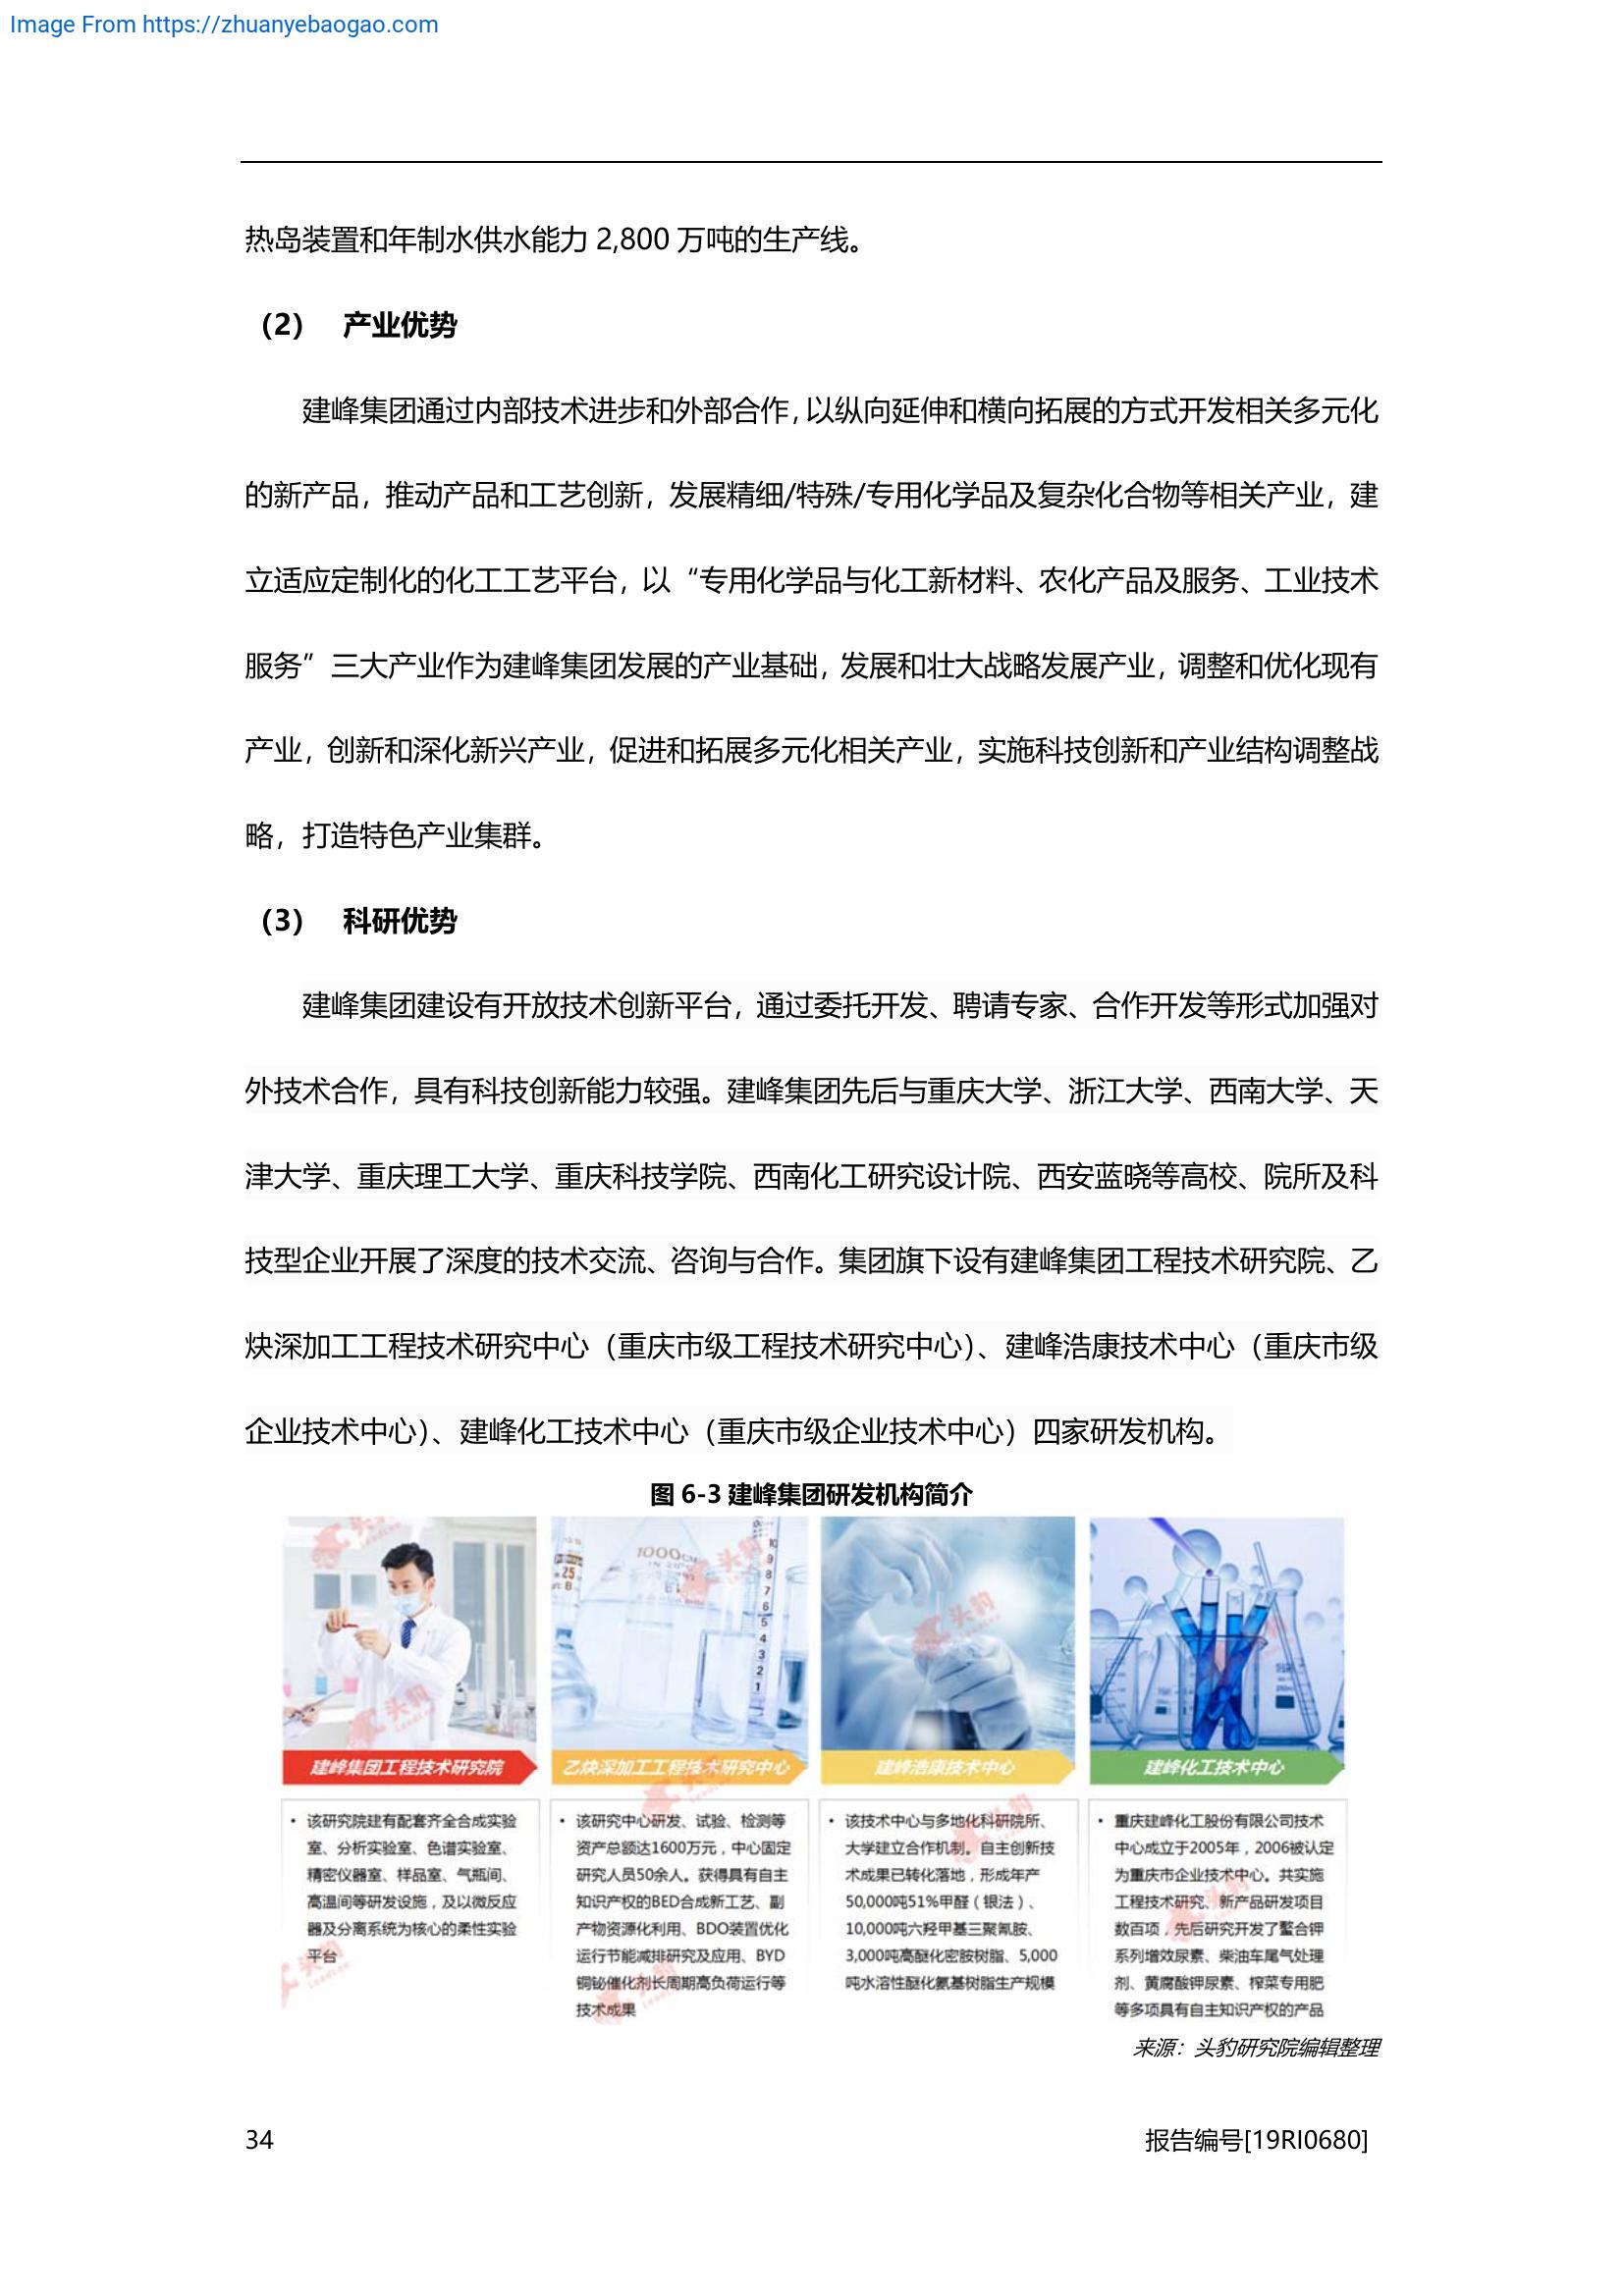 Image From https://zhuanyebaogao.com
热岛装置和年制水供水能力 2,800 万吨的生产线。
（2） 产业优势
建峰集团通过内部技术进步和外部合作，以纵向延伸和横向拓展的方式开发相关多元化
的新产品，推动产品和工艺创新，发展精细/特殊/专用化学品及复杂化合物等相关产业，建
立适应定制化的化工工艺平台，以“专用化学品与化工新材料、农化产品及服务、工业技术
服务”三大产业作为建峰集团发展的产业基础，发展和壮大战略发展产业，调整和优化现有
产业，创新和深化新兴产业，促进和拓展多元化相关产业，实施科技创新和产业结构调整战
略，打造特色产业集群。
（3） 科研优势
建峰集团建设有开放技术创新平台，通过委托开发、聘请专家、合作开发等形式加强对
外技术合作，具有科技创新能力较强。建峰集团先后与重庆大学、浙江大学、西南大学、天
津大学、重庆理工大学、重庆科技学院、西南化工研究设计院、西安蓝晓等高校、院所及科
技型企业开展了深度的技术交流、咨询与合作。集团旗下设有建峰集团工程技术研究院、乙
炔深加工工程技术研究中心（重庆市级工程技术研究中心）、建峰浩康技术中心（重庆市级
企业技术中心）、建峰化工技术中心（重庆市级企业技术中心）四家研发机构。
图 6-3 建峰集团研发机构简介
建峰集团工程技术研究院
• 该研究院建有配套齐全合成实验
室、分析实验室、色谱实验室、
精密仪器室、样品室、气瓶间、
高温间等研发设施，及以微反应
器及分离系统为核心的柔性实验
平台
乙炔深加工工程技术研究中心
• 该研究中心研发、试验、检测等
资产总额达1600万元，中心固定
研究人员50余人。获得具有自主
知识产权的BED合成新工艺、副
产物资源化利用、BDO装置优化
运行节能减排研究及应用、BYD
铜铋催化剂长周期高负荷运行等
技术成果
建峰浩康技术中心
• 该技术中心与多地化科研院所、
大学建立合作机制。自主创新技
术成果已转化落地，形成年产
50,000吨51%甲醛（银法）、
10,000吨六羟甲基三聚氰胺、
3,000吨高醚化密胺树脂、5,000
吨水溶性醚化氨基树脂生产规模
建峰化工技术中心
• 重庆建峰化工股份有限公司技术
中心成立于2005年，2006被认定
为重庆市企业技术中心。共实施
工程技术研究、新产品研发项目
数百项，先后研究开发了螯合钾
系列增效尿素、柴油车尾气处理
剂、黄腐酸钾尿素、榨菜专用肥
等多项具有自主知识产权的产品
来源：头豹研究院编辑整理
34
报告编号[19RI0680]